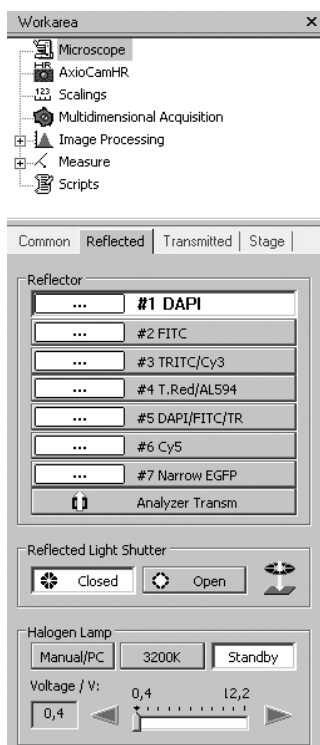 Workarea
Microscope
HR
AxioCamHR
123
Scalings
Multidimensional Acquisition
Image Processing
Measure
Scripts
Common Reflected Transmitted Stage
Reflector
... #1 DAPI
... #2 FITC
... #3 TRITC/Cy3
... #4 T.Red/AL594
... #5 DAPI/FITC/TR
... #6 Cy5
... #7 Narrow EGFP
Analyzer Transm
Reflected Light Shutter
Closed Open
Halogen Lamp
Manual/PC 3200K Standby
Voltage / V: 0,4 12,2
0,4